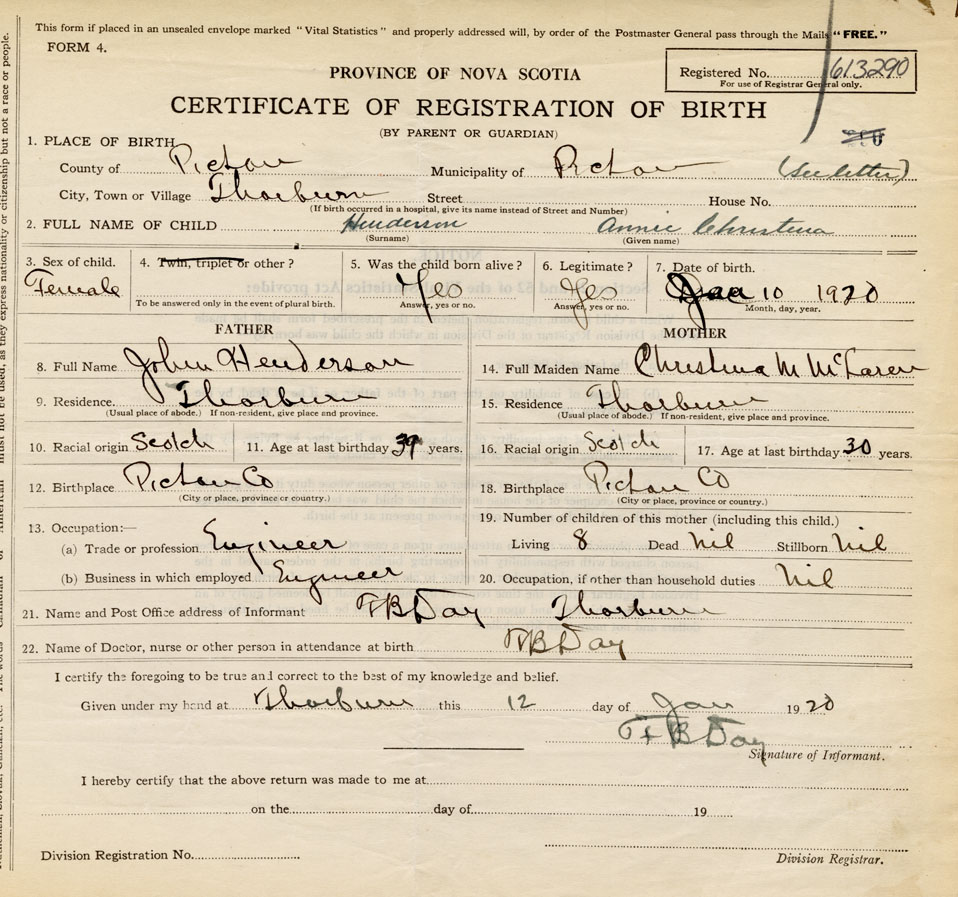 This form if placed in an unsealed envelope marked "Vital Statistics" and properly addressed will, by order of the Postmaster General pass through the Mails "FREE."
FORM 4.
PROVINCE OF NOVA SCOTIA
Registered No. 613290
For use of Registrar General only.
CERTIFICATE OF REGISTRATION OF BIRTH
(BY PARENT OR GUARDIAN)
1. PLACE OF BIRTH
County of Pictou Municipality of Pictou (See letter)
City, Town or Village Thorburn Street House No.
(If birth occurred in a hospital, give its name instead of Street and Number)
2. FULL NAME OF CHILD Henderson Annie Christena
(Surname) (Given name)
3. Sex of child. 4. Twin, triplet or other? 5. Was the child born alive? 6. Legitimate? 7. Date of birth.
Female Yes Yes 10 1920
To be answered only in the event of plural birth. Answer, yes or no. Answer, yes or no. Month, day, year.
FATHER MOTHER
8. Full Name John Henderson 14. Full Maiden Name Christina M McLaren
9. Residence. Thorburn 15. Residence Thorburn
(Usual place of abode.) If non-resident, give place and province. (Usual place of abode.) If non-resident, give place and province.
10. Racial origin Scotch 11. Age at last birthday 39 years. 16. Racial origin Scotch 17. Age at last birthday 30 years.
12. Birthplace Pictou Co 18. Birthplace Pictou Co
(City or place, province or country.) (City or place, province or country.)
13. Occupation:— 19. Number of children of this mother (including this child.)
(a) Trade or profession Engineer Living 8 Dead Nil Stillborn Nil
(b) Business in which employed Engineer 20. Occupation, if other than household duties Nil
21. Name and Post Office address of Informant F B Day Thorburn
22. Name of Doctor, nurse or other person in attendance at birth F B Day
I certify the foregoing to be true and correct to the best of my knowledge and belief.
Given under my hand at Thorburn this 12 day of Jan 1920
F B Day
Signature of Informant.
I hereby certify that the above return was made to me at
on the day of 19
Division Registration No.
Division Registrar.